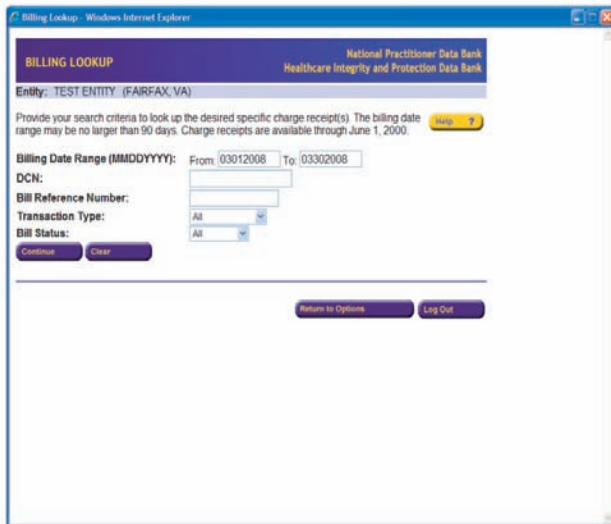 Billing Lookup - Windows Internet Explorer
BILLING LOOKUP
National Practitioner Data Bank
Healthcare Integrity and Protection Data Bank
Entity: TEST ENTITY (FAIRFAX, VA)
Provide your search criteria to look up the desired specific charge receipt(s). The billing date
range may be no larger than 90 days. Charge receipts are available through June 1, 2000.
Help ?
Billing Date Range (MMDDYYYY): From: 03012008 To: 03302008
DCN:
Bill Reference Number:
Transaction Type: All
Bill Status: All
Continue Clear
Return to Options Log Out